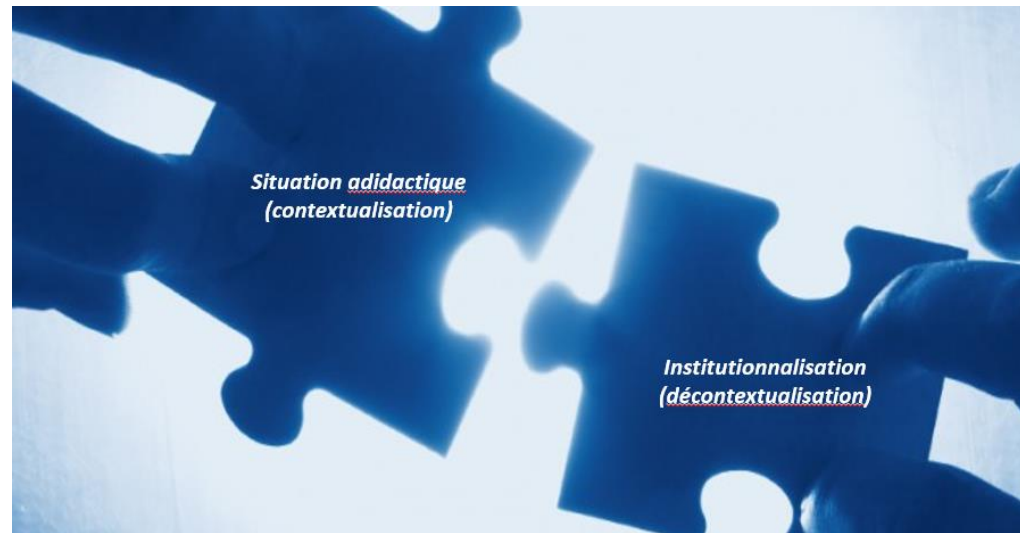 Situation adidactique
(contextualisation)
Institutionnalisation
(décontextualisation)